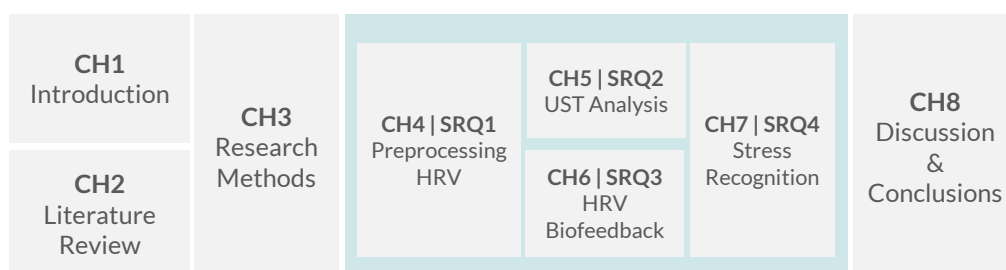 CH1
Introduction
CH2
Literature
Review
CH3
Research
Methods
CH4 | SRQ1
Preprocessing
HRV
CH5 | SRQ2
UST Analysis
CH6 | SRQ3
HRV
Biofeedback
CH7 | SRQ4
Stress
Recognition
CH8
Discussion
&
Conclusions